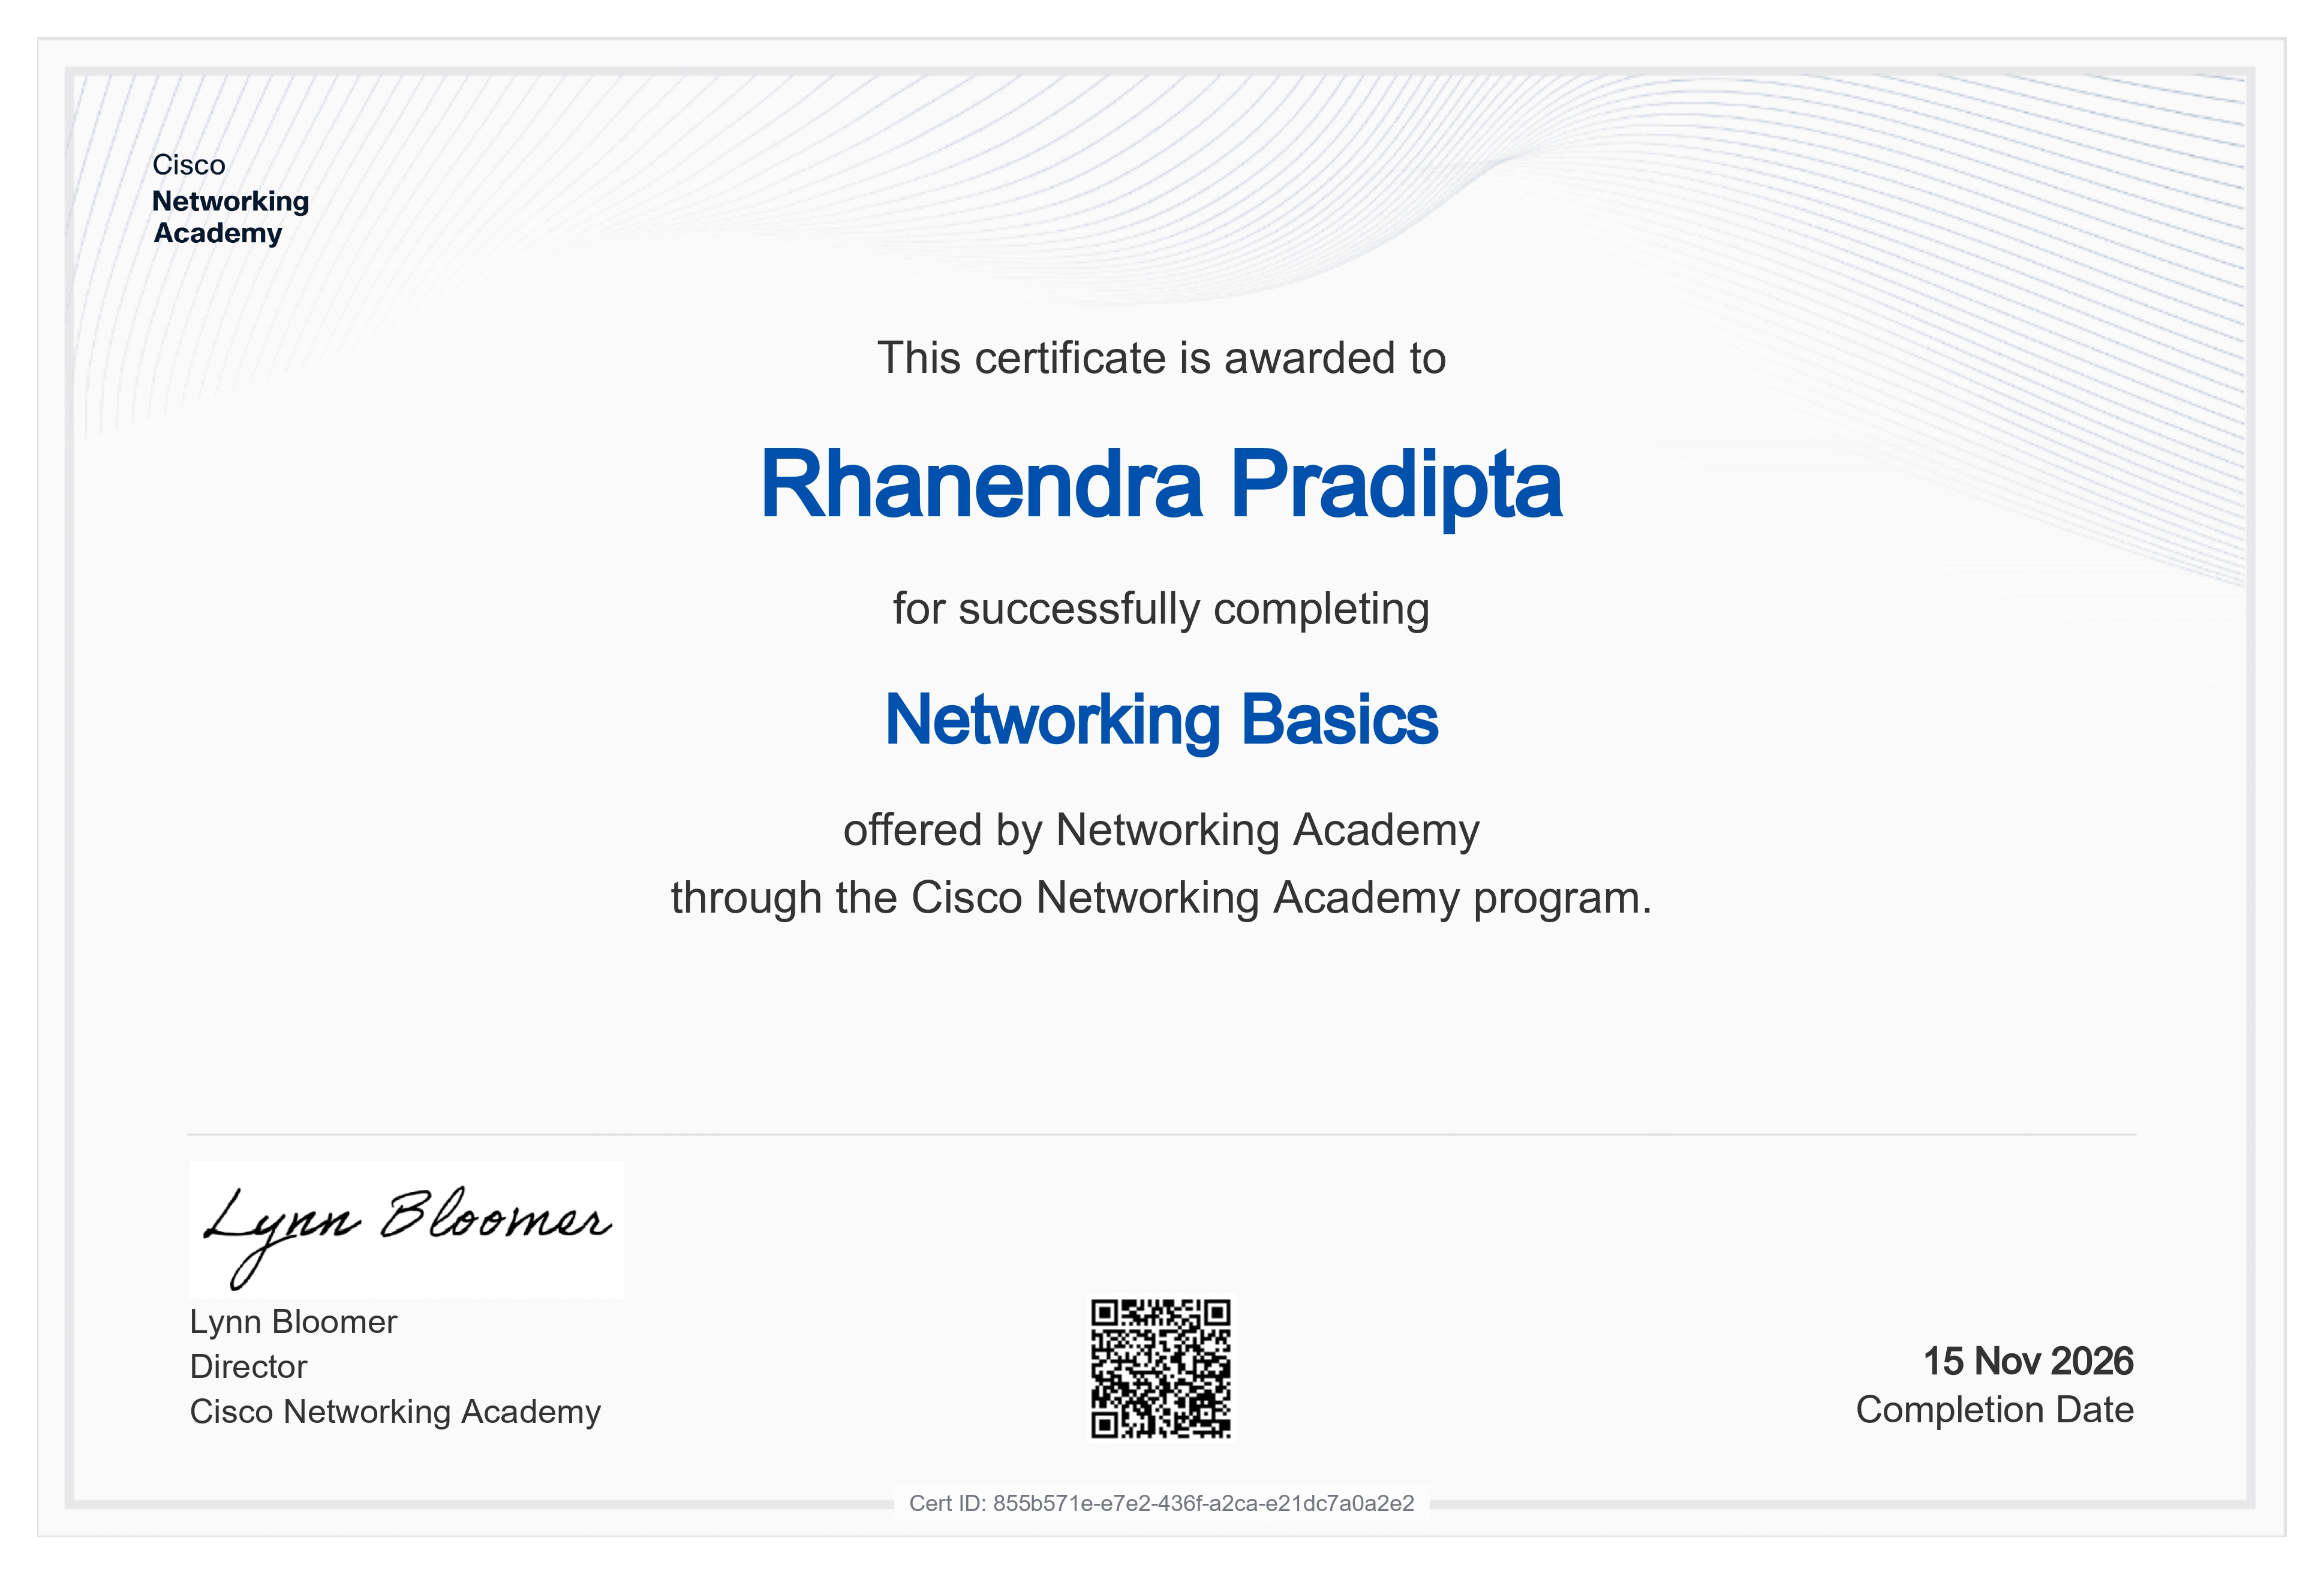 Cisco
Networking
Academy
This certificate is awarded to
Rhanendra Pradipta
for successfully completing
Networking Basics
offered by Networking Academy
through the Cisco Networking Academy program.
Lynn Bloomer
Lynn Bloomer
Director
Cisco Networking Academy
15 Nov 2026
Completion Date
Cert ID: 855b571e-e7e2-436f-a2ca-e21dc7a0a2e2